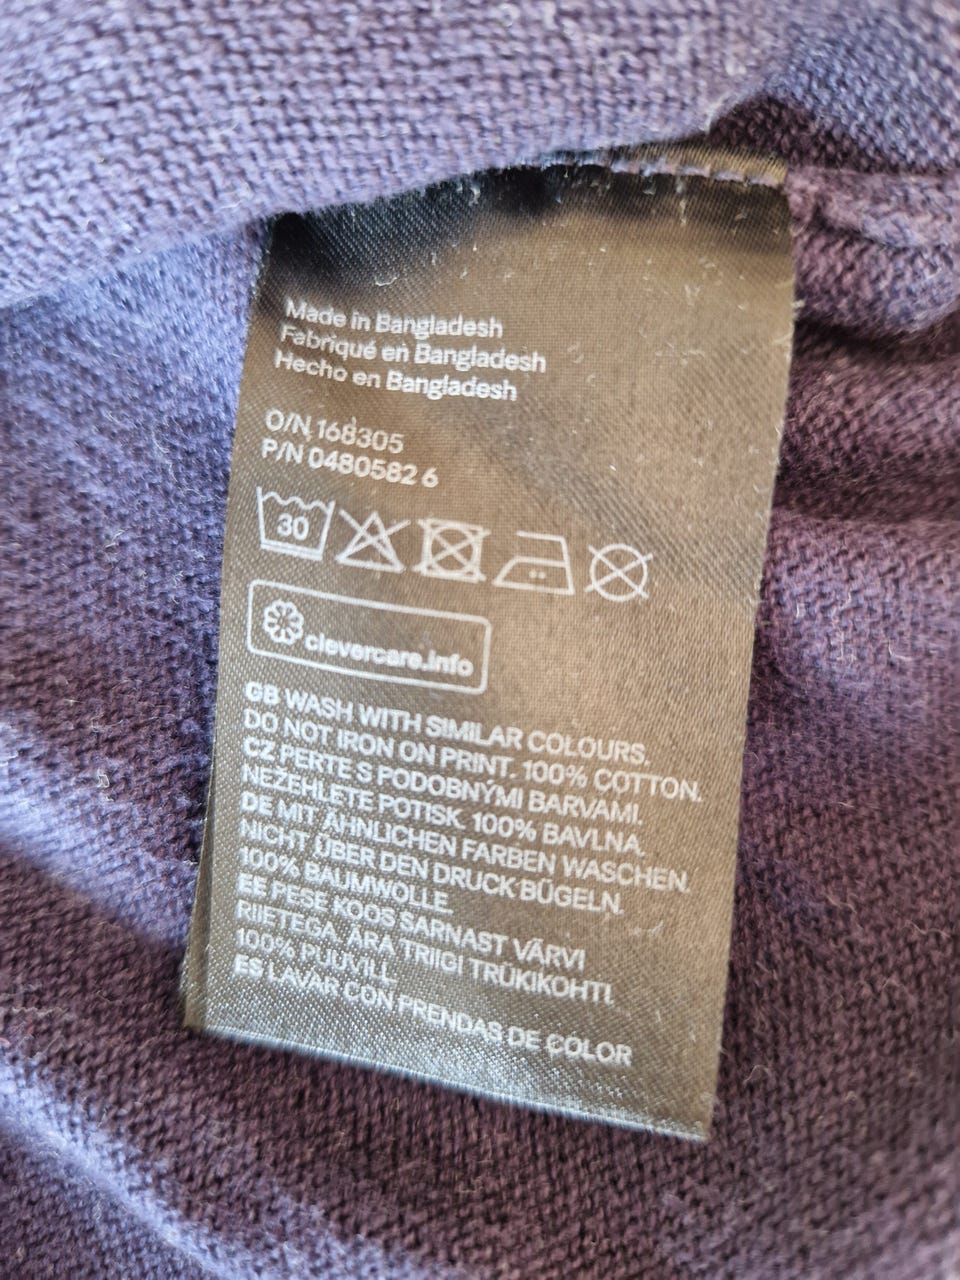 Made in Bangladesh
Fabriqué en Bangladesh
Hecho en Bangladesh
O/N 168305
P/N 0480582 6
30
clevercare.info
GB WASH WITH SIMILAR COLOURS.
DO NOT IRON ON PRINT. 100% COTTON.
CZ PERTE S PODOBNÝMI BARVAMI.
NEŽEHLETE POTISK. 100% BAVLNA.
DE MIT ÄHNLICHEN FARBEN WASCHEN.
NICHT ÜBER DEN DRUCK BÜGELN.
100% BAUMWOLLE.
EE PESE KOOS SARNAST VÄRVI
RIIETEGA. ÄRA TRIIGI TRÜKIKOHTI.
100% PUUVILL.
ES LAVAR CON PRENDAS DE COLOR